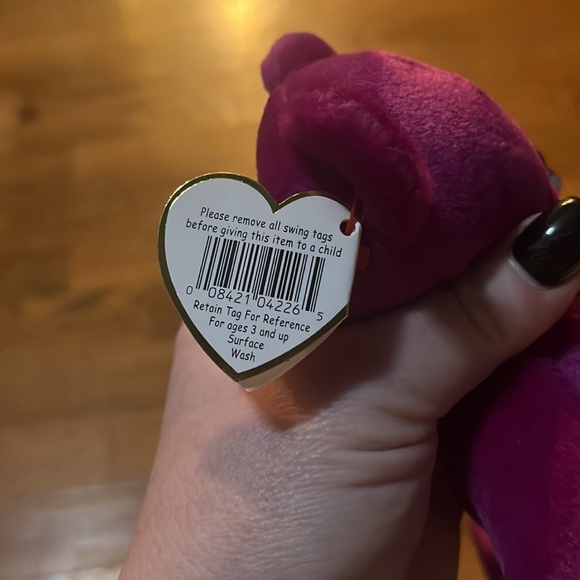 Please remove all swing tags
before giving this item to a child
0 08421 04226 5
Retain Tag For Reference
For ages 3 and up
Surface
Wash